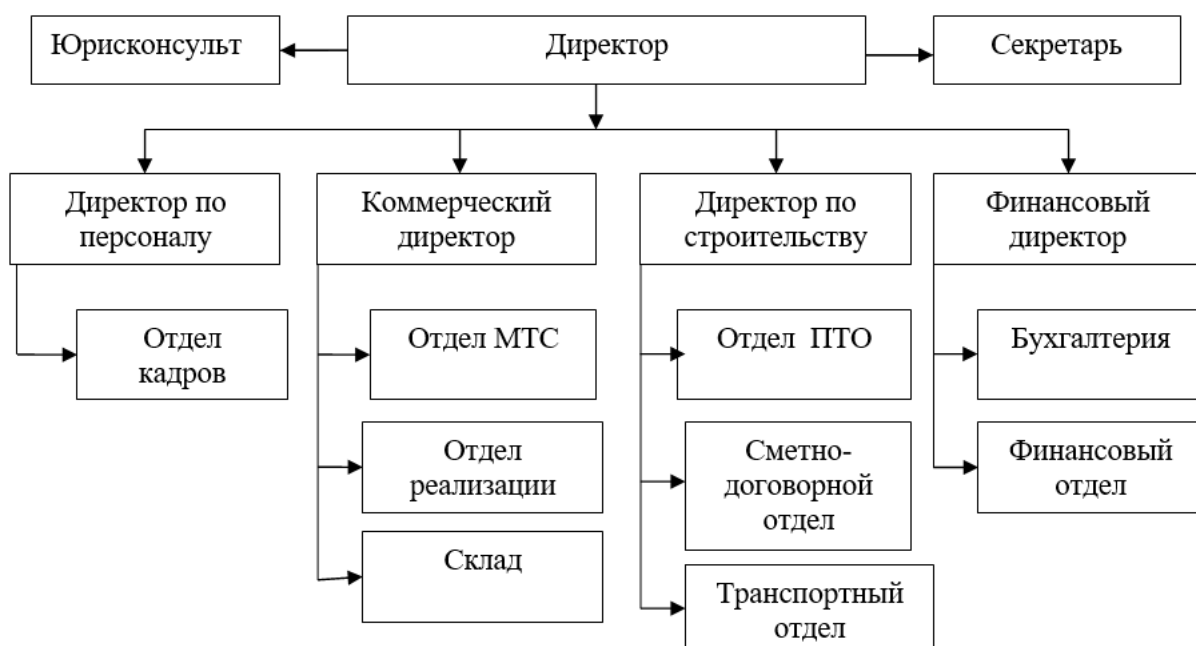 Юрисконсульт
Директор
Секретарь
Директор по
персоналу
Коммерческий
директор
Директор по
строительству
Финансовый
директор
Отдел
кадров
Отдел МТС
Отдел ПТО
Бухгалтерия
Отдел
реализации
Сметно-
договорной
отдел
Финансовый
отдел
Склад
Транспортный
отдел